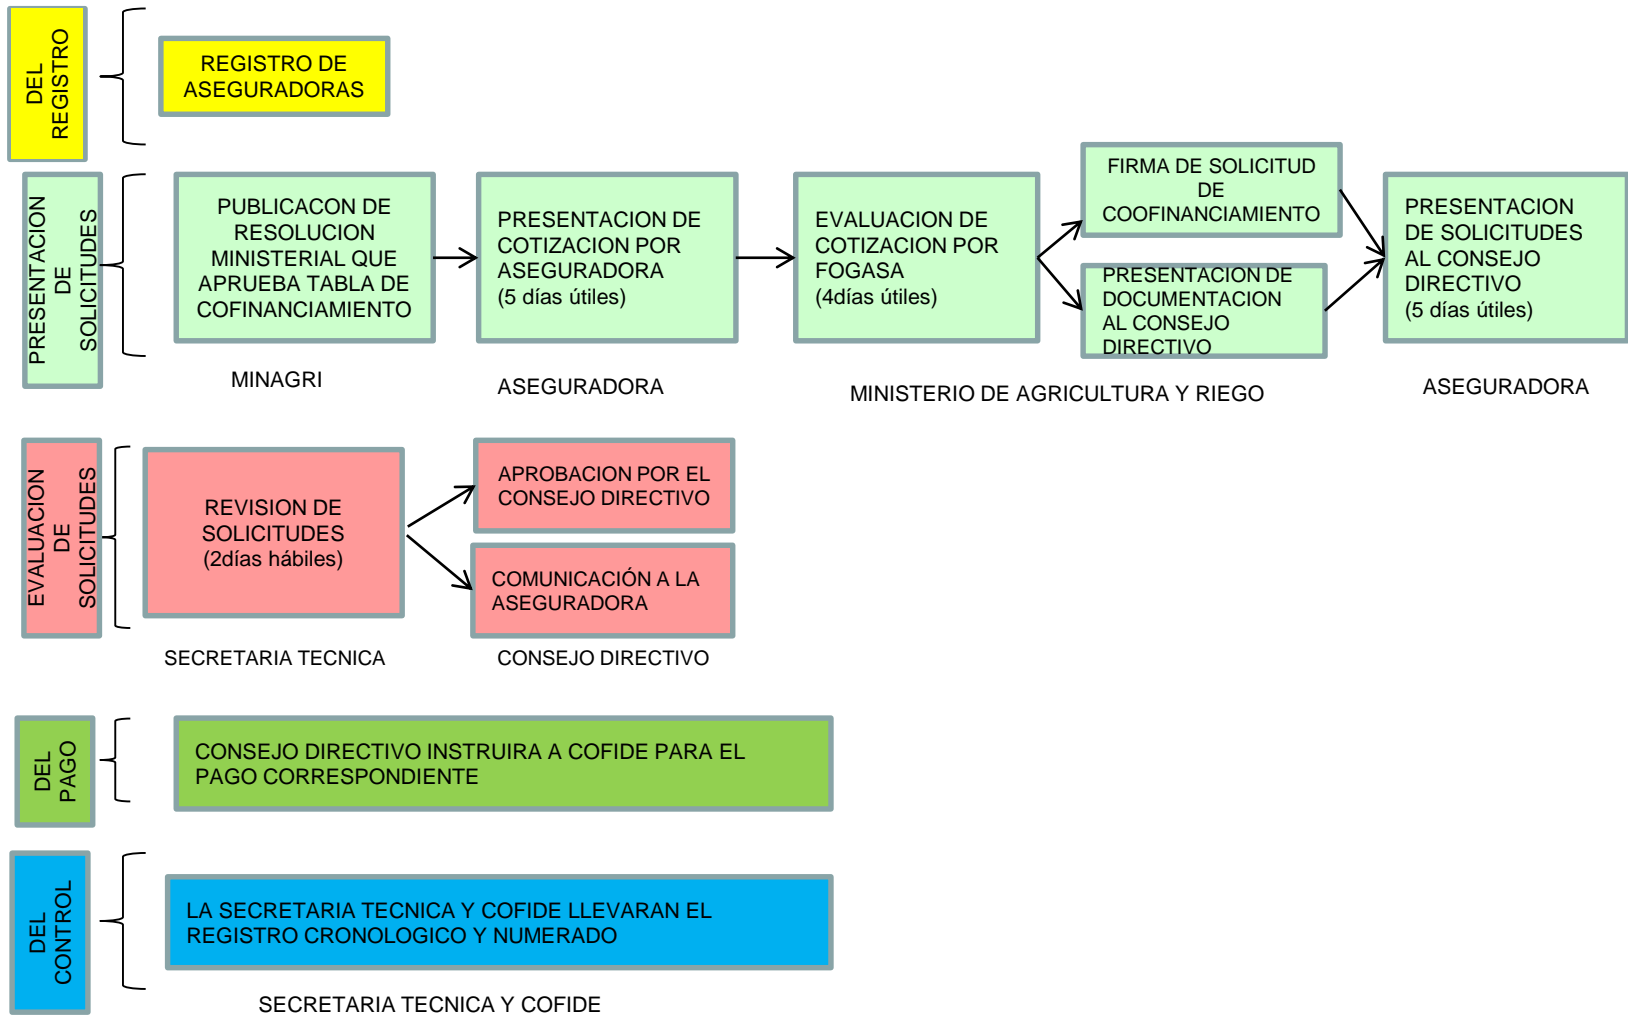 DEL
REGISTRO
REGISTRO DE
ASEGURADORAS
PRESENTACION
DE
SOLICITUDES
PUBLICACON DE
RESOLUCION
MINISTERIAL QUE
APRUEBA TABLA DE
COFINANCIAMIENTO
MINAGRI
PRESENTACION DE
COTIZACION POR
ASEGURADORA
(5 días útiles)
ASEGURADORA
EVALUACION DE
COTIZACION POR
FOGASA
(4días útiles)
FIRMA DE SOLICITUD
DE
COOFINANCIAMIENTO
PRESENTACION DE
DOCUMENTACION
AL CONSEJO
DIRECTIVO
MINISTERIO DE AGRICULTURA Y RIEGO
PRESENTACION
DE SOLICITUDES
AL CONSEJO
DIRECTIVO
(5 días útiles)
ASEGURADORA
EVALUACION
DE
SOLICITUDES
REVISION DE
SOLICITUDES
(2días hábiles)
SECRETARIA TECNICA
APROBACION POR EL
CONSEJO DIRECTIVO
COMUNICACIÓN A LA
ASEGURADORA
CONSEJO DIRECTIVO
DEL
PAGO
CONSEJO DIRECTIVO INSTRUIRA A COFIDE PARA EL
PAGO CORRESPONDIENTE
DEL
CONTROL
LA SECRETARIA TECNICA Y COFIDE LLEVARAN EL
REGISTRO CRONOLOGICO Y NUMERADO
SECRETARIA TECNICA Y COFIDE